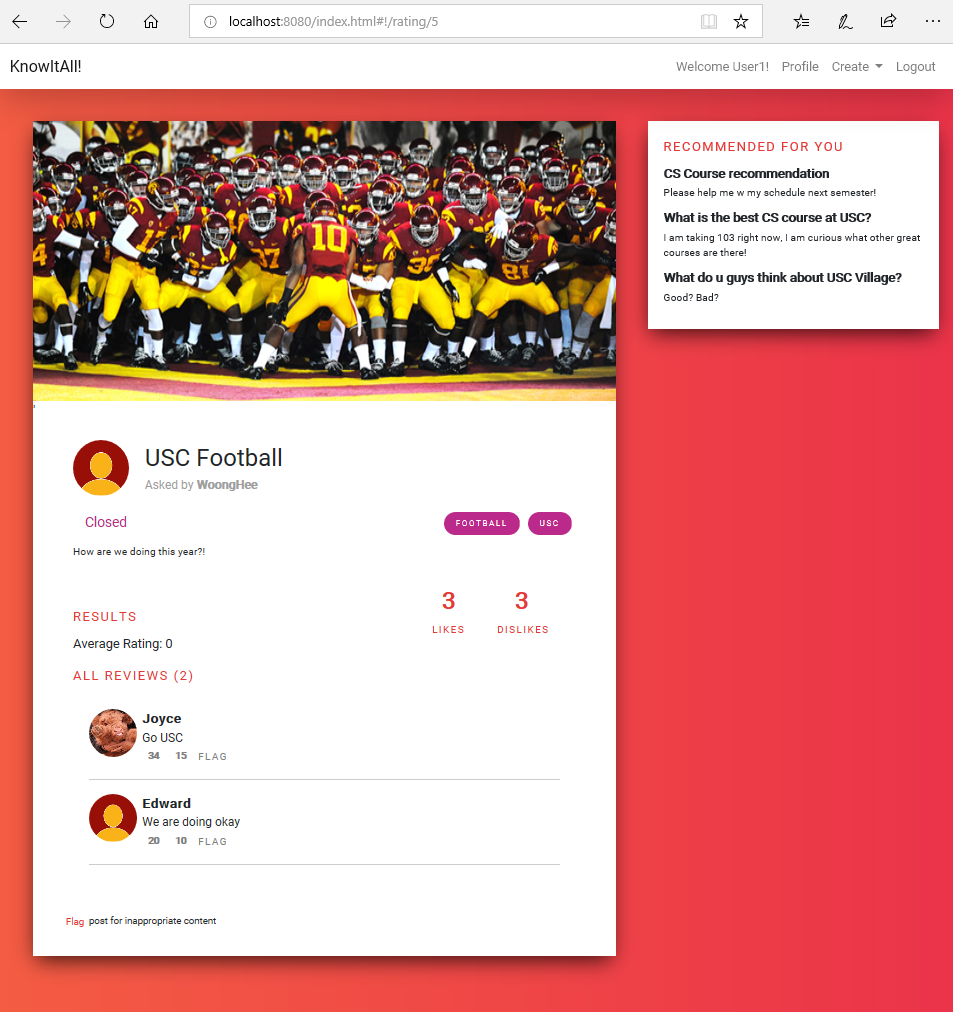 localhost:8080/index.html#!/rating/5
KnowItAll!
Welcome User1! Profile Create Logout
10
37
36
81
RECOMMENDED FOR YOU
CS Course recommendation
Please help me w my schedule next semester!
What is the best CS course at USC?
I am taking 103 right now, I am curious what other great
courses are there!
What do u guys think about USC Village?
Good? Bad?
USC Football
Asked by WoongHee
Closed
FOOTBALL USC
How are we doing this year?!
3 3
LIKES DISLIKES
RESULTS
Average Rating: 0
ALL REVIEWS (2)
Joyce
Go USC
34 15 FLAG
Edward
We are doing okay
20 10 FLAG
Flag post for inappropriate content